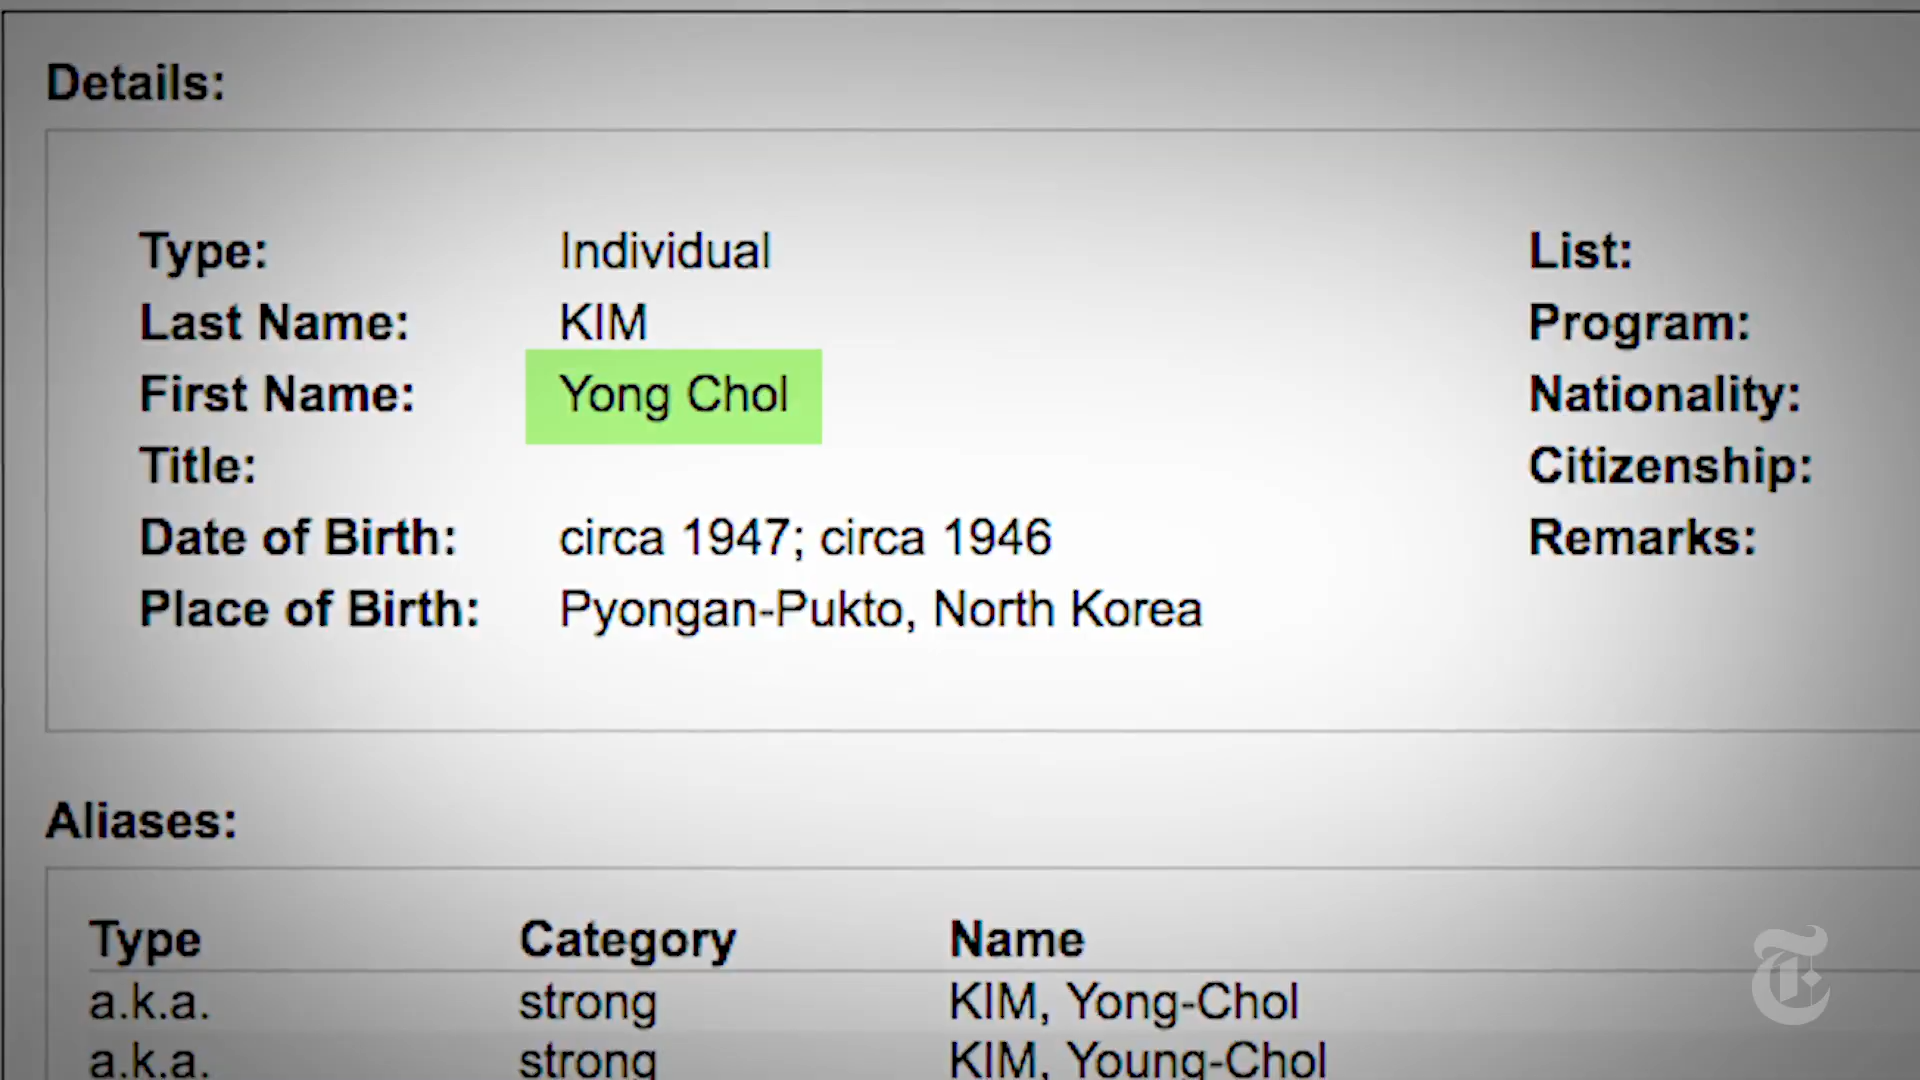 Details:
Type: Individual List:
Last Name: KIM Program:
First Name: Yong Chol Nationality:
Title: Citizenship:
Date of Birth: circa 1947; circa 1946 Remarks:
Place of Birth: Pyongan-Pukto, North Korea
Aliases:
Type Category Name
a.k.a. strong KIM, Yong-Chol
a.k.a. strong KIM, Young-Chol
T